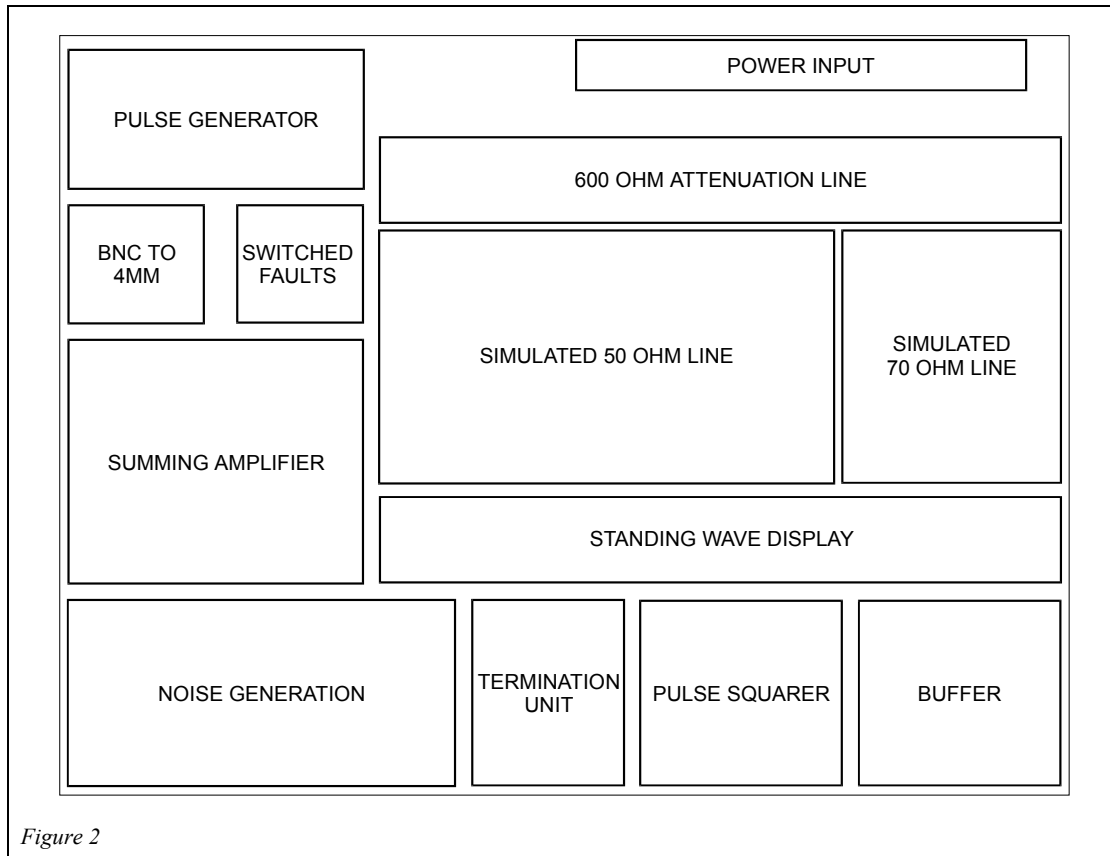 POWER INPUT
PULSE GENERATOR
600 OHM ATTENUATION LINE
BNC TO
4MM
SWITCHED
FAULTS
SIMULATED 50 OHM LINE
SIMULATED
70 OHM LINE
SUMMING AMPLIFIER
STANDING WAVE DISPLAY
NOISE GENERATION
TERMINATION
UNIT
PULSE SQUARER
BUFFER
Figure 2